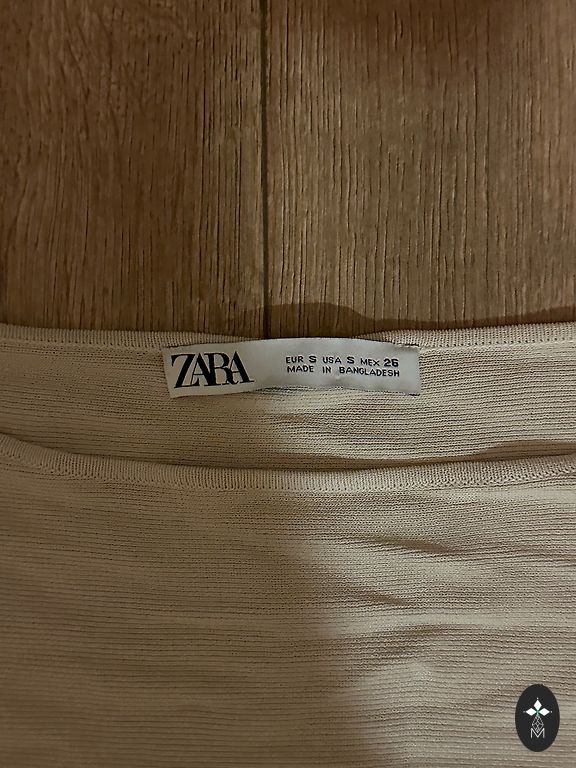 ZARA
EUR S USA S MEX 26
MADE IN BANGLADESH
M